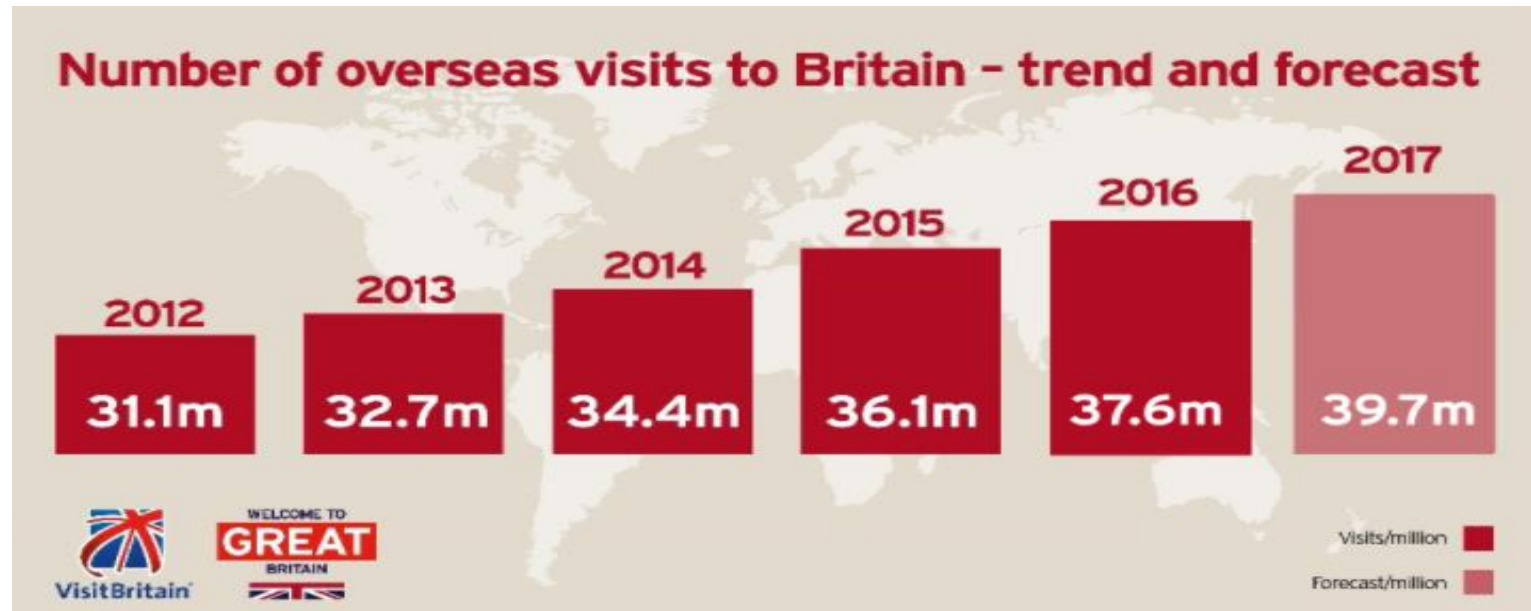 Number of overseas visits to Britain - trend and forecast
2012
2013
2014
2015
2016
2017
31.1m
32.7m
34.4m
36.1m
37.6m
39.7m
VisitBritain
WELCOME TO
GREAT
BRITAIN
Visits/million
Forecast/million